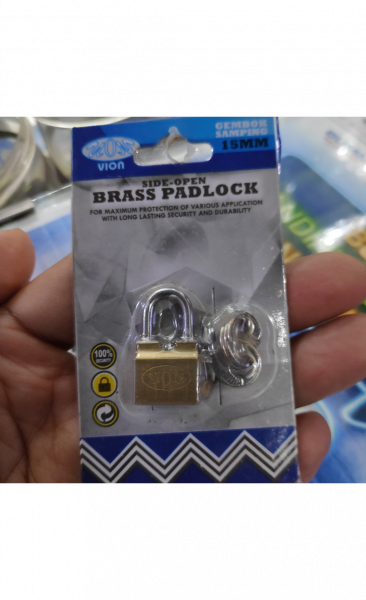 VION
GEMBOK
SAMPING
15MM
SIDE-OPEN
BRASS PADLOCK
FOR MAXIMUM PROTECTION OF VARIOUS APPLICATION
WITH LONG LASTING SECURITY AND DURABILITY
100%
SECURITY